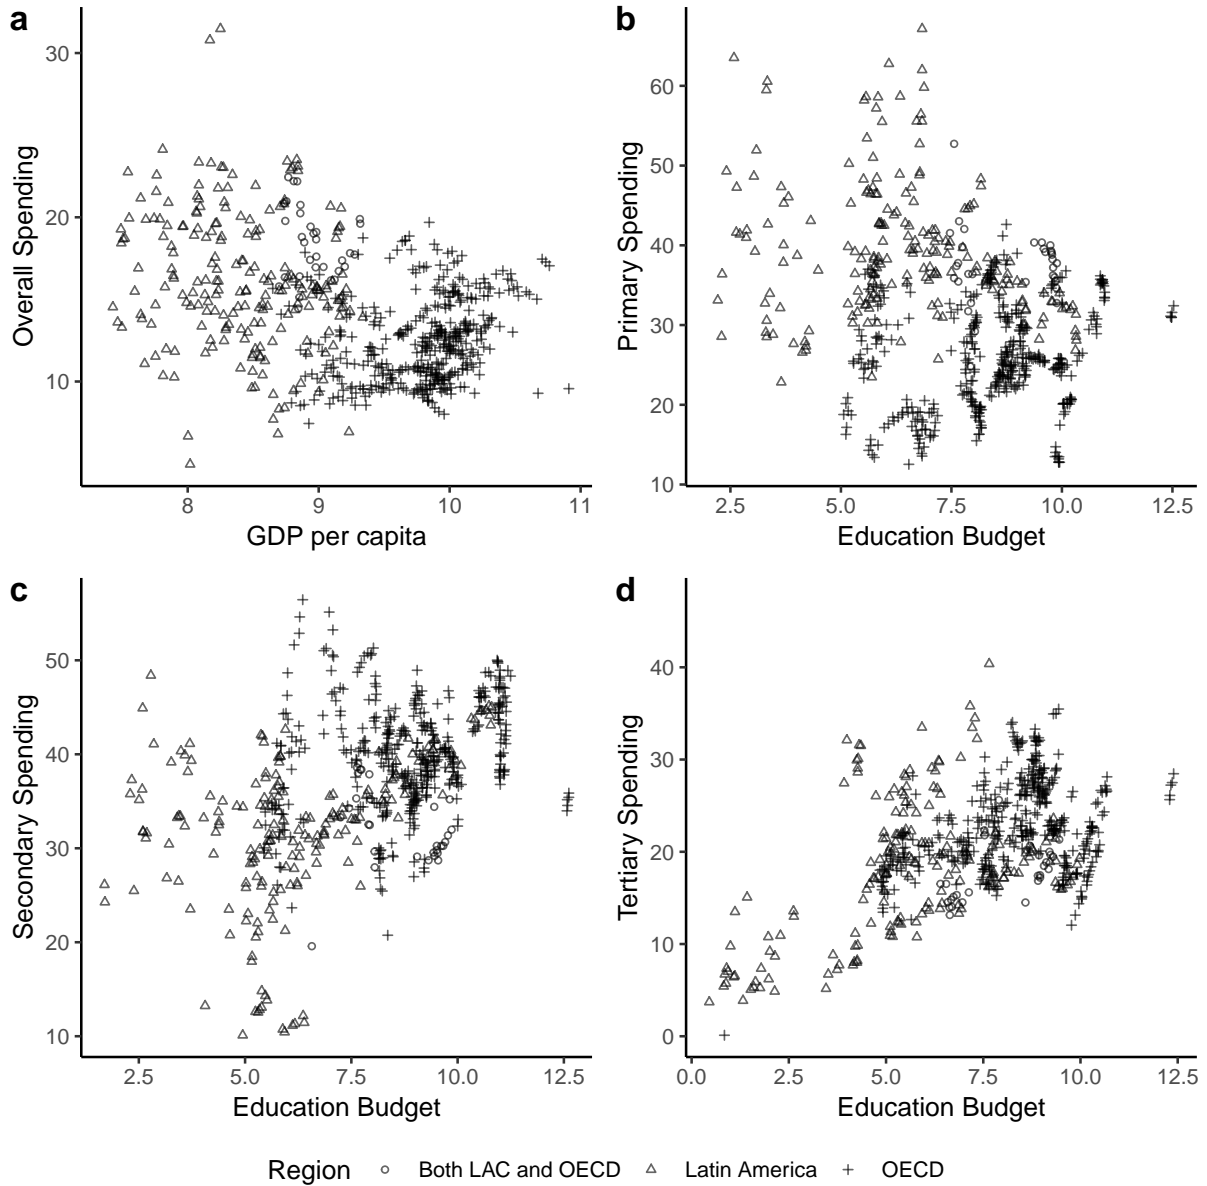 a
Overall Spending
30
20
10
8 9 10 11
GDP per capita
b
Primary Spending
60
50
40
30
20
10
2.5 5.0 7.5 10.0 12.5
Education Budget
c
Secondary Spending
50
40
30
20
10
2.5 5.0 7.5 10.0 12.5
Education Budget
d
Tertiary Spending
40
30
20
10
0
0.0 2.5 5.0 7.5 10.0 12.5
Education Budget
Region Both LAC and OECD Latin America OECD